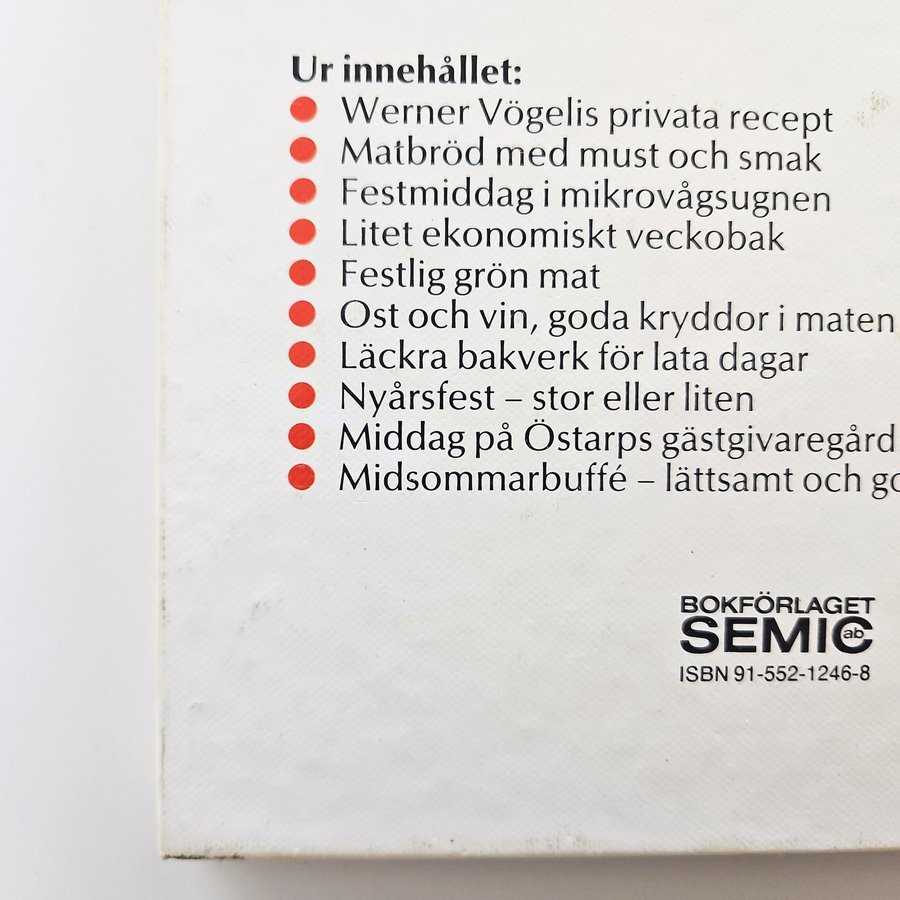 Ur innehållet:
Werner Vögelis privata recept
Matbröd med must och smak
Festmiddag i mikrovågsugnen
Litet ekonomiskt veckobak
Festlig grön mat
Ost och vin, goda kryddor i maten
Läckra bakverk för lata dagar
Nyårsfest – stor eller liten
Middag på Östarps gästgivaregård
Midsommarbuffé – lättsamt och
BOKFÖRLAGET
SEMIC ab
ISBN 91-552-1246-8